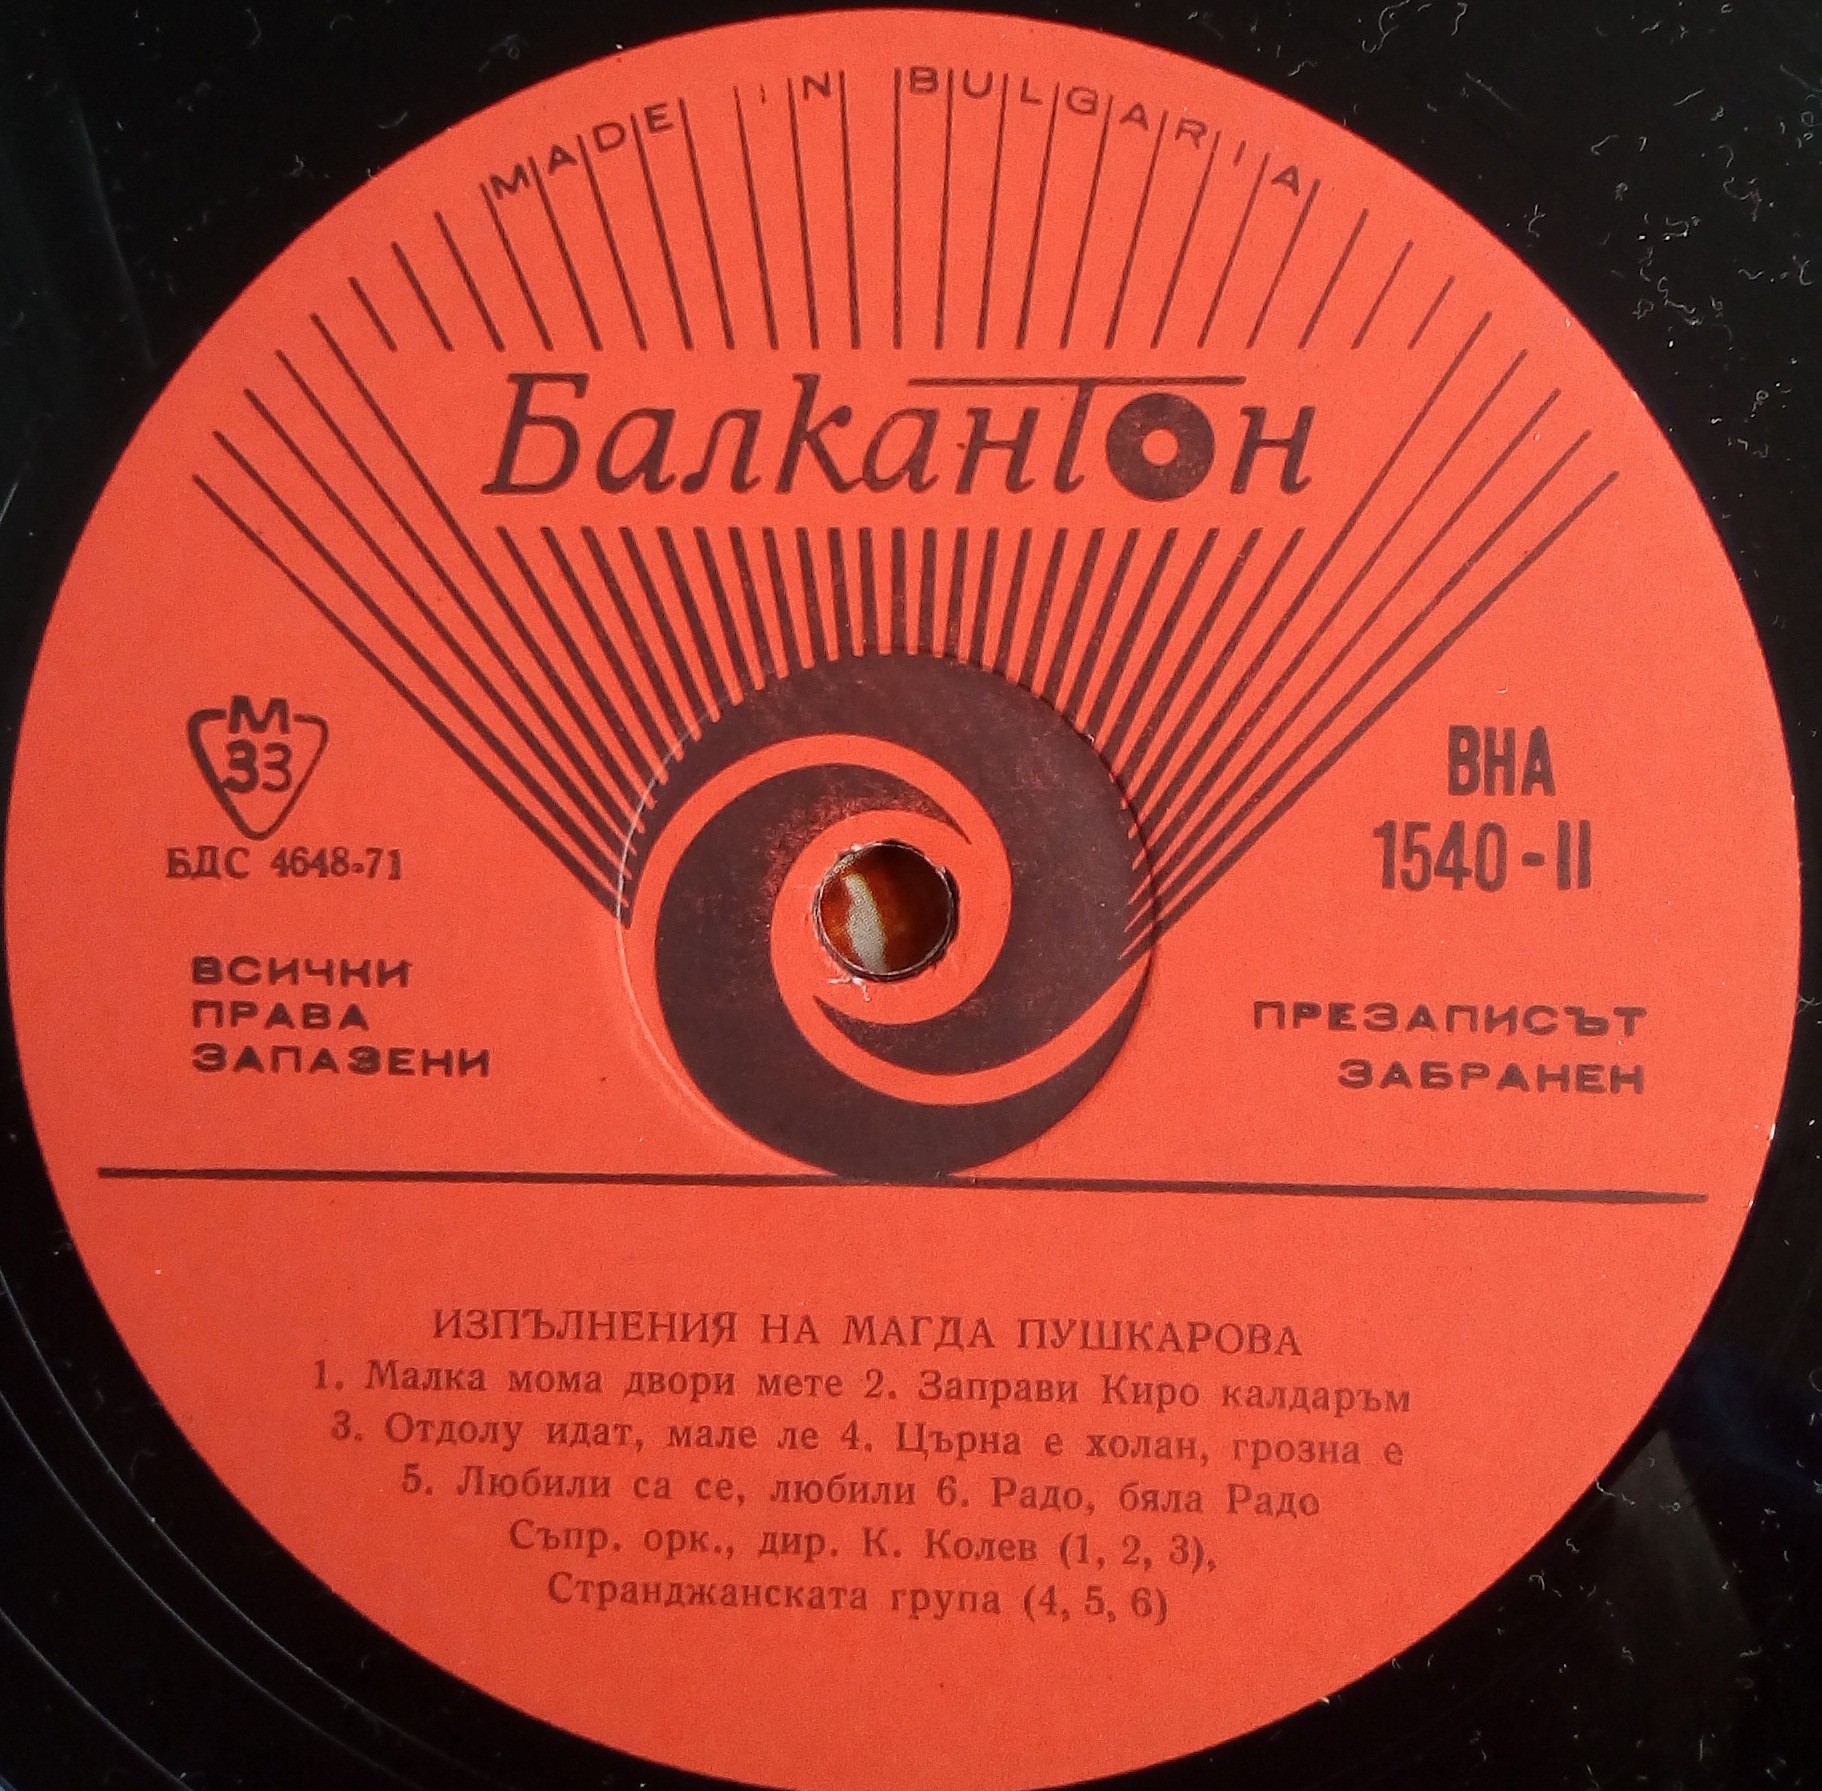 MADE IN BULGARIA
Балкантон
М
33
БДС 4648-71
ВСИЧКИ
ПРАВА
ЗАПАЗЕНИ
ВНА
1540-II
ПРЕЗАПИСЪТ
ЗАБРАНЕН
ИЗПЪЛНЕНИЯ НА МАГДА ПУШКАРОВА
1. Малка мома двори мете 2. Заправи Киро калдаръм
3. Отдолу идат, мале ле 4. Църна е холан, грозна е
5. Любили са се, любили 6. Радо, бяла Радо
Съпр. орк., дир. К. Колев (1, 2, 3),
Странджанската група (4, 5, 6)